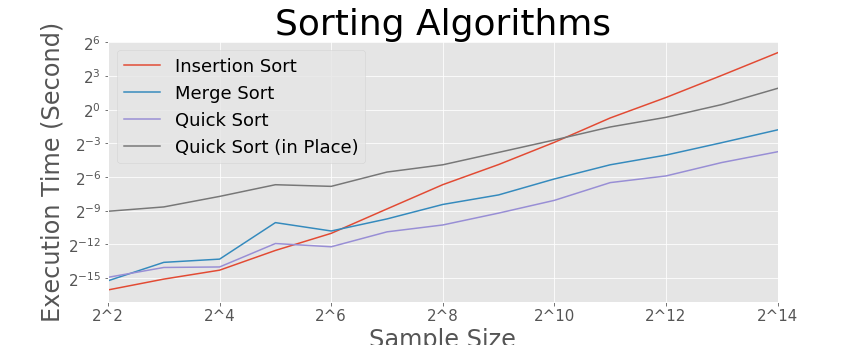 Sorting Algorithms
Execution Time (Second)
2^6
2^3
2^0
2^−3
2^−6
2^−9
2^−12
2^−15
Insertion Sort
Merge Sort
Quick Sort
Quick Sort (in Place)
2^2 2^4 2^6 2^8 2^10 2^12 2^14
Sample Size